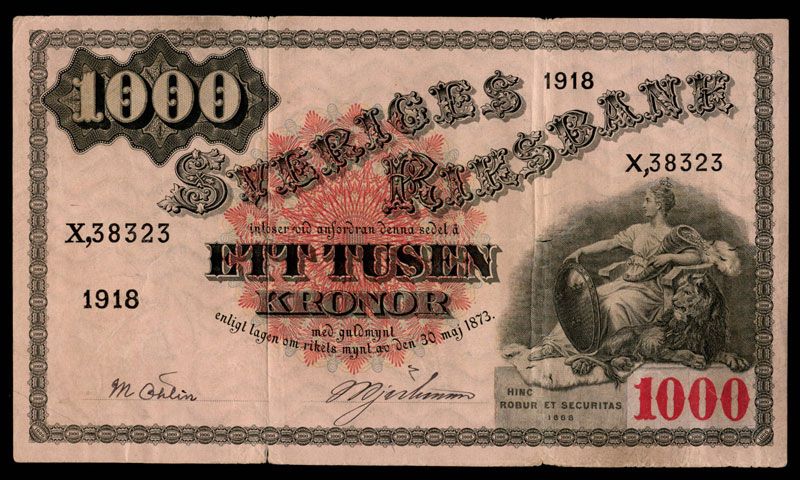 1000
SVERIGES
1918
RIKSBANK
X,38323
X,38323
inlöser vid anfordran denna sedel å
ETT TUSEN
KRONOR
1918
med guldmynt
enligt lagen om rikets mynt av den 30 maj 1873.
HINC
ROBUR ET SECURITAS
1668
1000